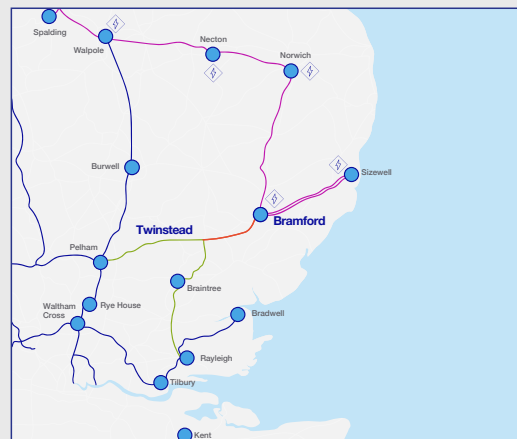 Spalding
Walpole
Necton
Norwich
Burwell
Sizewell
Bramford
Twinstead
Pelham
Braintree
Rye House
Waltham
Cross
Bradwell
Rayleigh
Tilbury
Kent